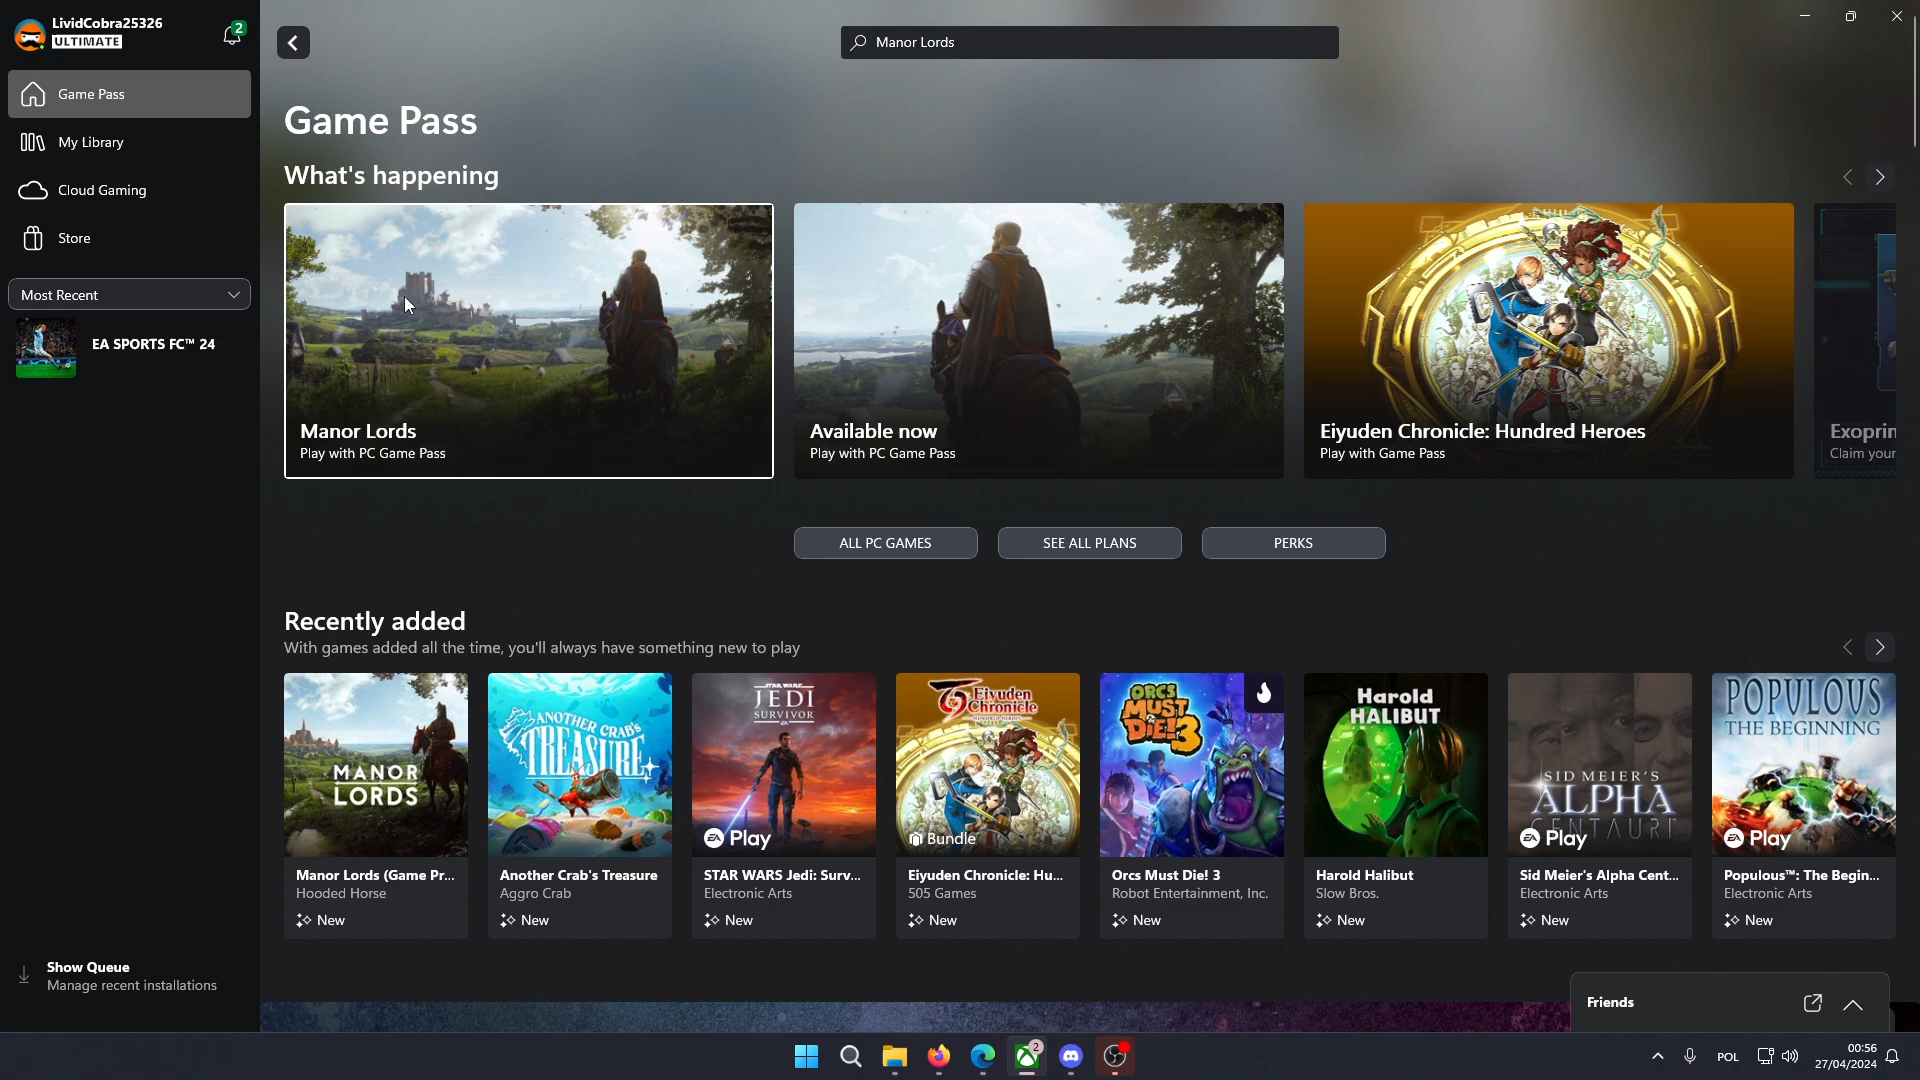 LividCobra25326
ULTIMATE
2
Manor Lords
Game Pass
My Library
Cloud Gaming
Store
Most Recent
EA SPORTS FC™ 24
Game Pass
What's happening
Manor Lords
Play with PC Game Pass
Available now
Play with PC Game Pass
Eiyuden Chronicle: Hundred Heroes
Play with Game Pass
Exoprin
Claim your
ALL PC GAMES
SEE ALL PLANS
PERKS
Recently added
With games added all the time, you'll always have something new to play
MANOR
LORDS
Manor Lords (Game Pr...
Hooded Horse
New
ANOTHER CRAB'S
TREASURE
Another Crab's Treasure
Aggro Crab
New
STAR WARS
JEDI
SURVIVOR
EA Play
STAR WARS Jedi: Surv...
Electronic Arts
New
Eiyuden
Chronicle
HUNDRED HEROES
Bundle
Eiyuden Chronicle: Hu...
505 Games
New
ORCS
MUST
DIE! 3
Orcs Must Die! 3
Robot Entertainment, Inc.
New
Harold
HALIBUT
Harold Halibut
Slow Bros.
New
SID MEIER'S
ALPHA
CENTAURI
EA Play
Sid Meier's Alpha Cent...
Electronic Arts
New
POPULOUS
THE BEGINNING
EA Play
Populous™: The Begin...
Electronic Arts
New
Show Queue
Manage recent installations
Friends
2
POL
00:56
27/04/2024